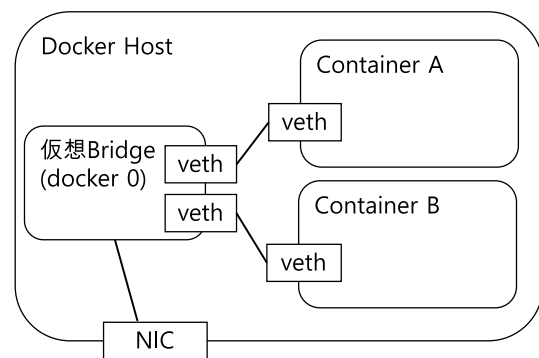 Docker Host
Container A
veth
仮想Bridge
(docker 0)
veth
veth
Container B
veth
NIC